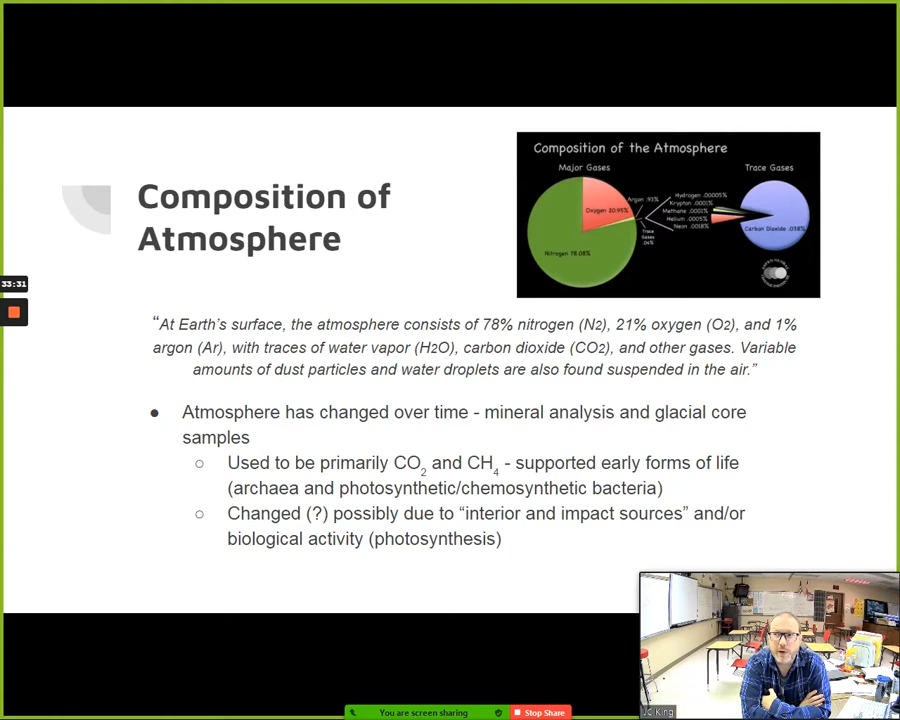 Composition of the Atmosphere
Major Gases
Trace Gases
Oxygen 20.95%
Nitrogen 78.08%
Argon .93%
Trace
Gases
.04%
Hydrogen .00005%
Krypton .0001%
Methane .0001%
Helium .0005%
Neon .0018%
Carbon Dioxide .038%
Composition of
Atmosphere
33:31
“At Earth’s surface, the atmosphere consists of 78% nitrogen (N2), 21% oxygen (O2), and 1%
argon (Ar), with traces of water vapor (H2O), carbon dioxide (CO2), and other gases. Variable
amounts of dust particles and water droplets are also found suspended in the air.”
● Atmosphere has changed over time - mineral analysis and glacial core
samples
○ Used to be primarily CO2 and CH4 - supported early forms of life
(archaea and photosynthetic/chemosynthetic bacteria)
○ Changed (?) possibly due to “interior and impact sources” and/or
biological activity (photosynthesis)
JC King
You are screen sharing
Stop Share